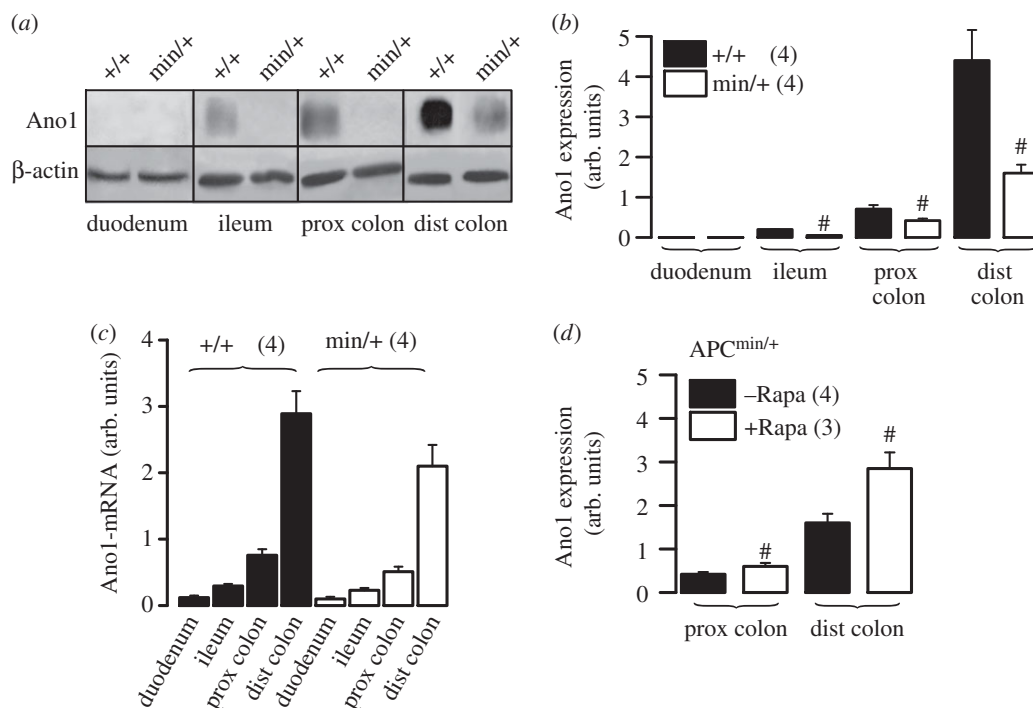 (a)
+/+ min/+ +/+ min/+ +/+ min/+ +/+ min/+
Ano1
β-actin
duodenum ileum prox colon dist colon
(b)
Ano1 expression
(arb. units)
5
4
3
2
1
0
+/+ (4)
min/+ (4)
# # #
duodenum ileum prox
colon
dist
colon
(c)
Ano1-mRNA (arb. units)
4
3
2
1
0
+/+ (4) min/+ (4)
duodenum
ileum
prox colon
dist colon
duodenum
ileum
prox colon
dist colon
(d)
APCmin/+
Ano1 expression
(arb. units)
5
4
3
2
1
0
–Rapa (4)
+Rapa (3)
# #
prox colon dist colon